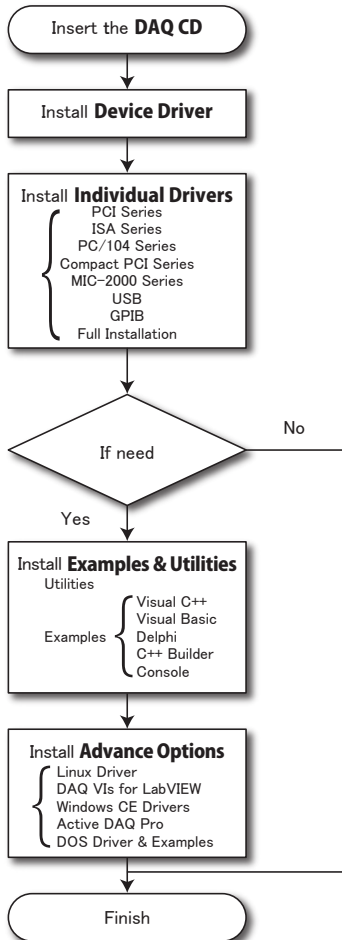 Insert the DAQ CD
Install Device Driver
Install Individual Drivers
PCI Series
ISA Series
PC/104 Series
Compact PCI Series
MIC-2000 Series
USB
GPIB
Full Installation
If need
No
Yes
Install Examples & Utilities
Utilities
Examples
Visual C++
Visual Basic
Delphi
C++ Builder
Console
Install Advance Options
Linux Driver
DAQ VIs for LabVIEW
Windows CE Drivers
Active DAQ Pro
DOS Driver & Examples
Finish